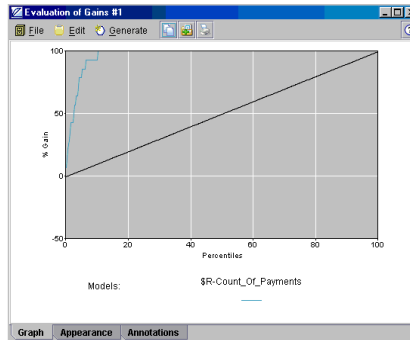 Evaluation of Gains #1
File Edit Generate
100
50
0
-50
% Gain
0 20 40 60 80 100
Percentiles
Models: $R-Count_Of_Payments
Graph Appearance Annotations